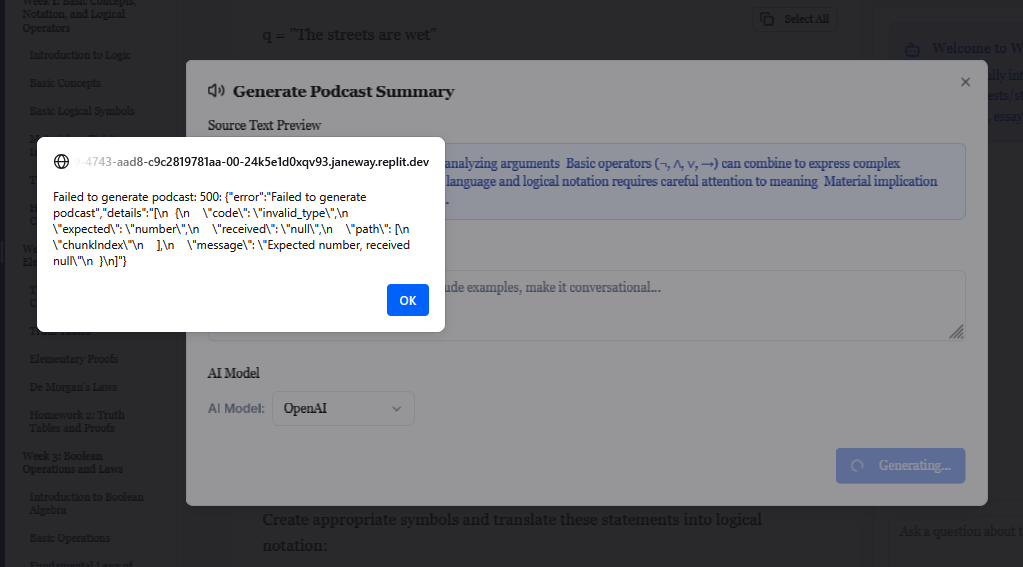 Week 1: Basic Concepts,
Notation, and Logical
Operators
Introduction to Logic
Basic Concepts
Basic Logical Symbols
Elementary Proofs
De Morgan's Laws
Homework 2: Truth
Tables and Proofs
Week 3: Boolean
Operations and Laws
Introduction to Boolean
Algebra
Basic Operations
Fundamental Laws of
q = "The streets are wet"
Select All
Welcome to W
Generate Podcast Summary
Source Text Preview
analyzing arguments Basic operators (¬, ∧, ∨, →) can combine to express complex
language and logical notation requires careful attention to meaning Material implication
-4743-aad8-c9c2819781aa-00-24k5e1d0xqv93.janeway.replit.dev
Failed to generate podcast: 500: {"error":"Failed to generate
podcast","details":"[\n {\n \"code\": \"invalid_type\",\n
\"expected\": \"number\",\n \"received\": \"null\",\n \"path\": [\n
\"chunkIndex\"\n ],\n \"message\": \"Expected number, received
null\"\n }\n]"}
OK
ude examples, make it conversational...
AI Model
AI Model:
OpenAI
Generating...
Create appropriate symbols and translate these statements into logical
notation:
Ask a question about